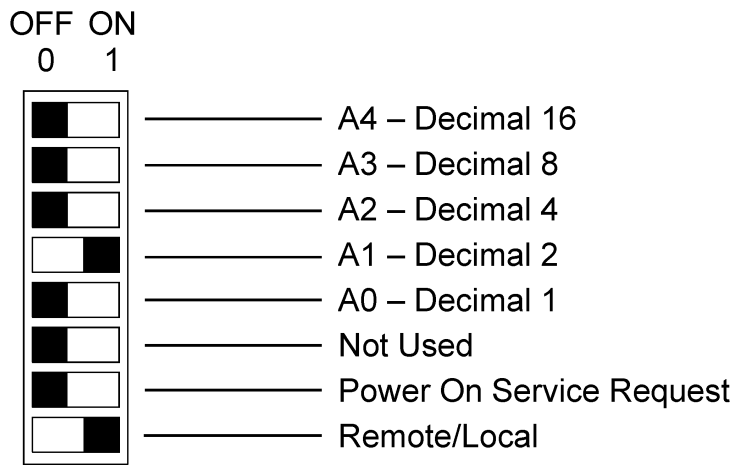 OFF ON
0 1
A4 – Decimal 16
A3 – Decimal 8
A2 – Decimal 4
A1 – Decimal 2
A0 – Decimal 1
Not Used
Power On Service Request
Remote/Local